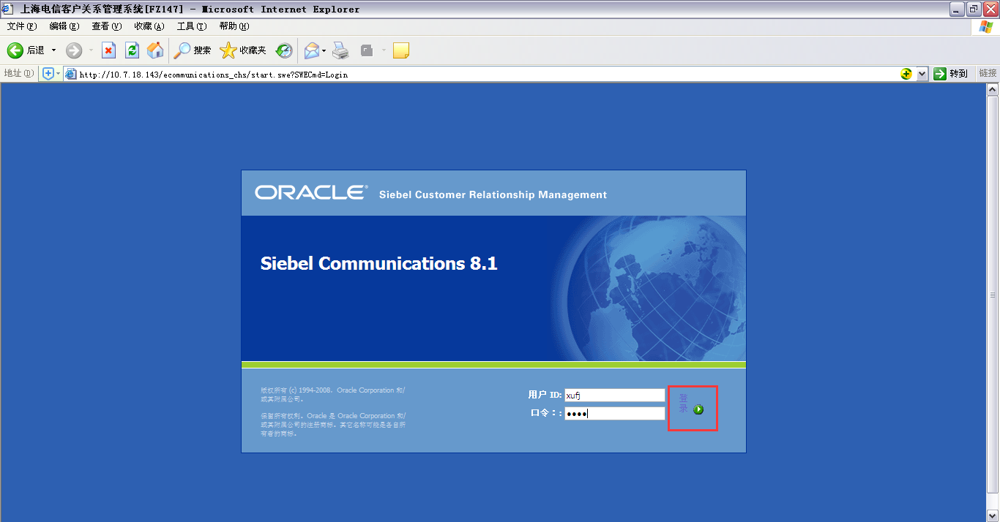 上海电信客户关系管理系统[FZ147] - Microsoft Internet Explorer
文件(F) 编辑(E) 查看(V) 收藏(A) 工具(T) 帮助(H)
后退 搜索 收藏夹
地址(D) http://10.7.18.143/ecommunications_chs/start.swe?SWECmd=Login 转到 链接
ORACLE® Siebel Customer Relationship Management
Siebel Communications 8.1
版权所有 (c) 1994-2008，Oracle Corporation 和/
或其附属公司。
保留所有权利。Oracle 是 Oracle Corporation 和/
或其附属公司的注册商标。其它名称可能是各自所
有者的商标。
用户 ID: xufj
口令：: ••••
登
录